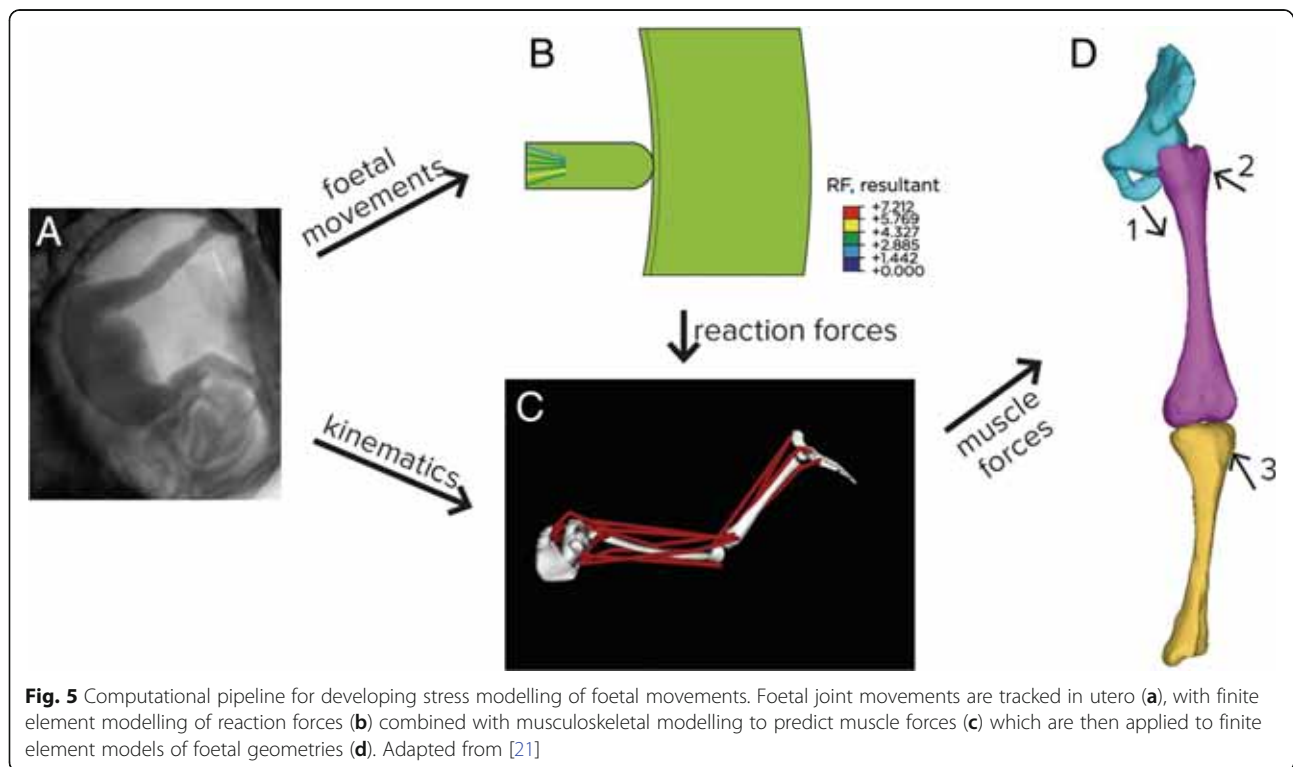 A
foetal
movements
B
RF, resultant
+7.212
+5.769
+4.327
+2.885
+1.442
+0.000
reaction forces
kinematics
C
muscle
forces
D
1
2
3
Fig. 5 Computational pipeline for developing stress modelling of foetal movements. Foetal joint movements are tracked in utero (a), with finite
element modelling of reaction forces (b) combined with musculoskeletal modelling to predict muscle forces (c) which are then applied to finite
element models of foetal geometries (d). Adapted from [21]